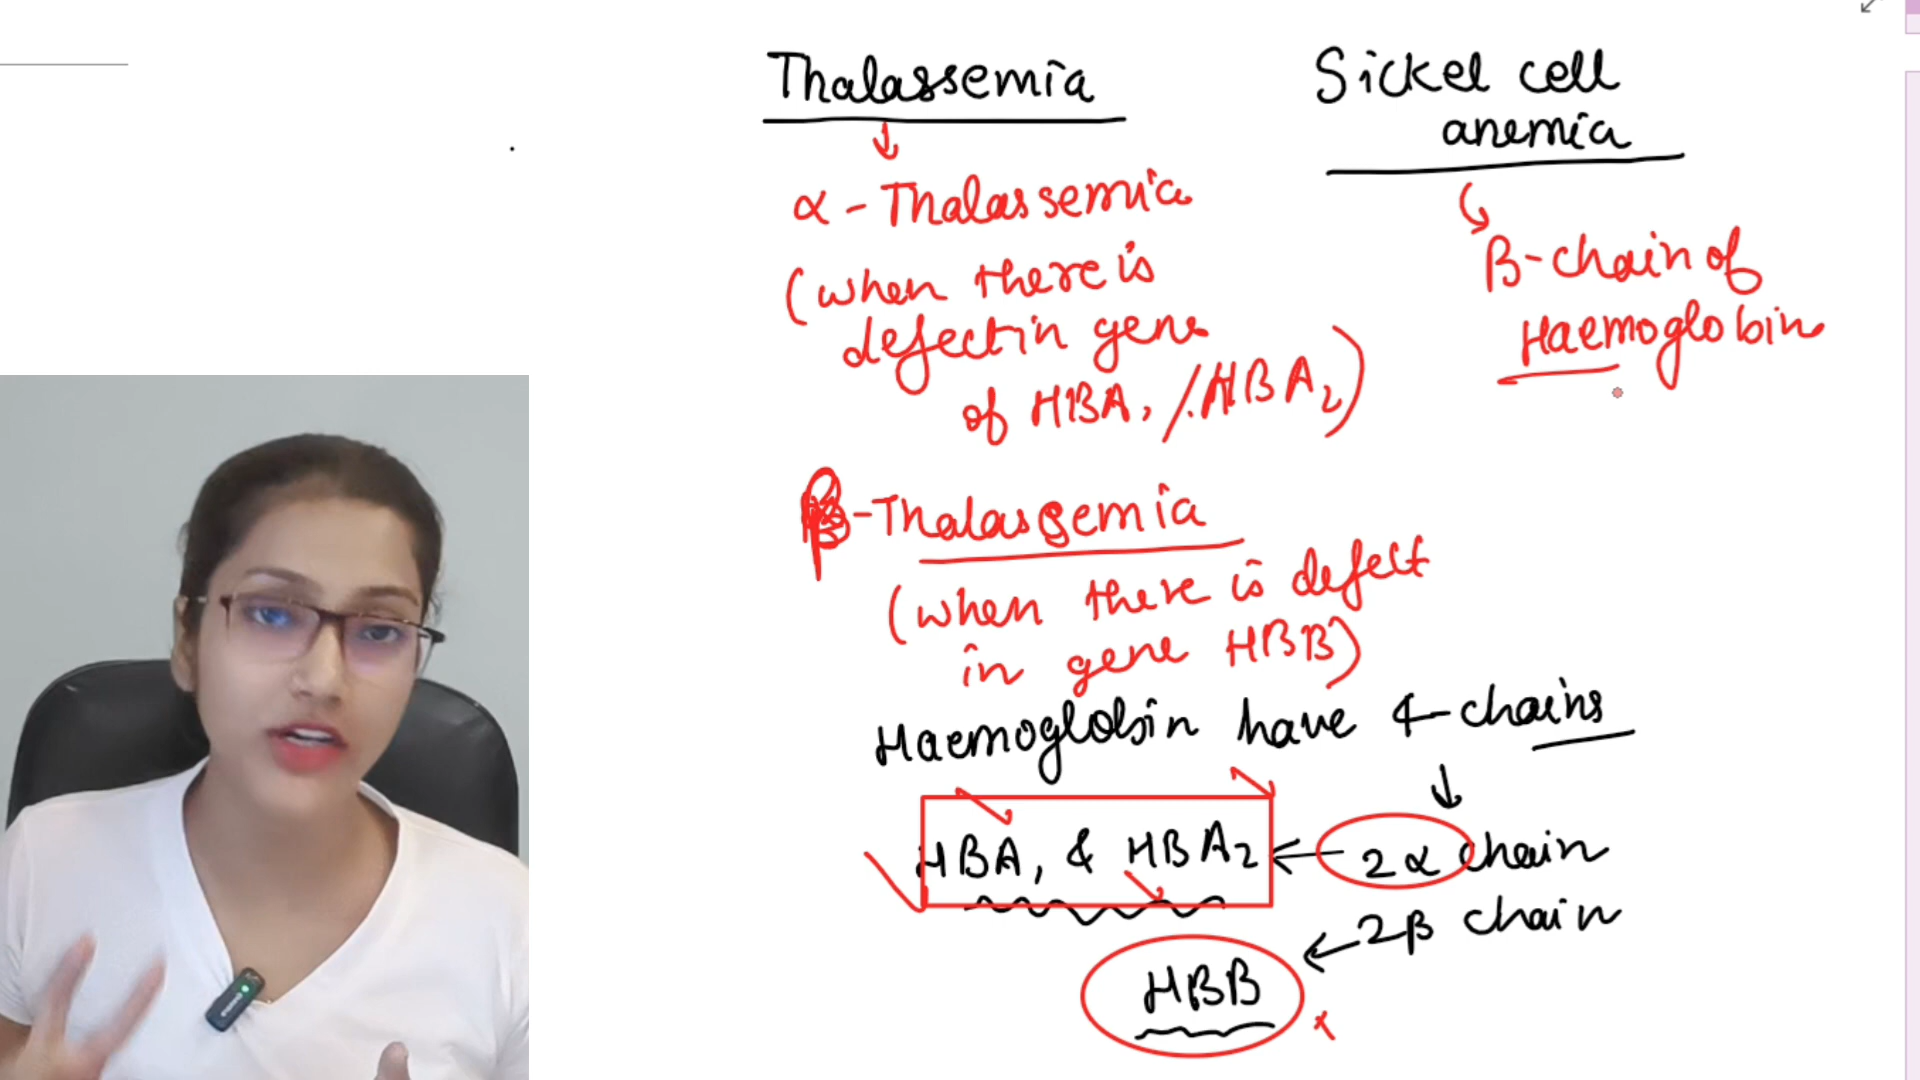 Thalassemia
α - Thalassemia
(when there is
defect in gene
of HBA, / HBA2)
β-Thalassemia
(when there is defect
in gene HBB)
Haemoglobin have 4-chains
HBA, & HBA2 ← 2α chain
2β chain
HBB
Sickel cell
anemia
β-chain of
Haemoglobin